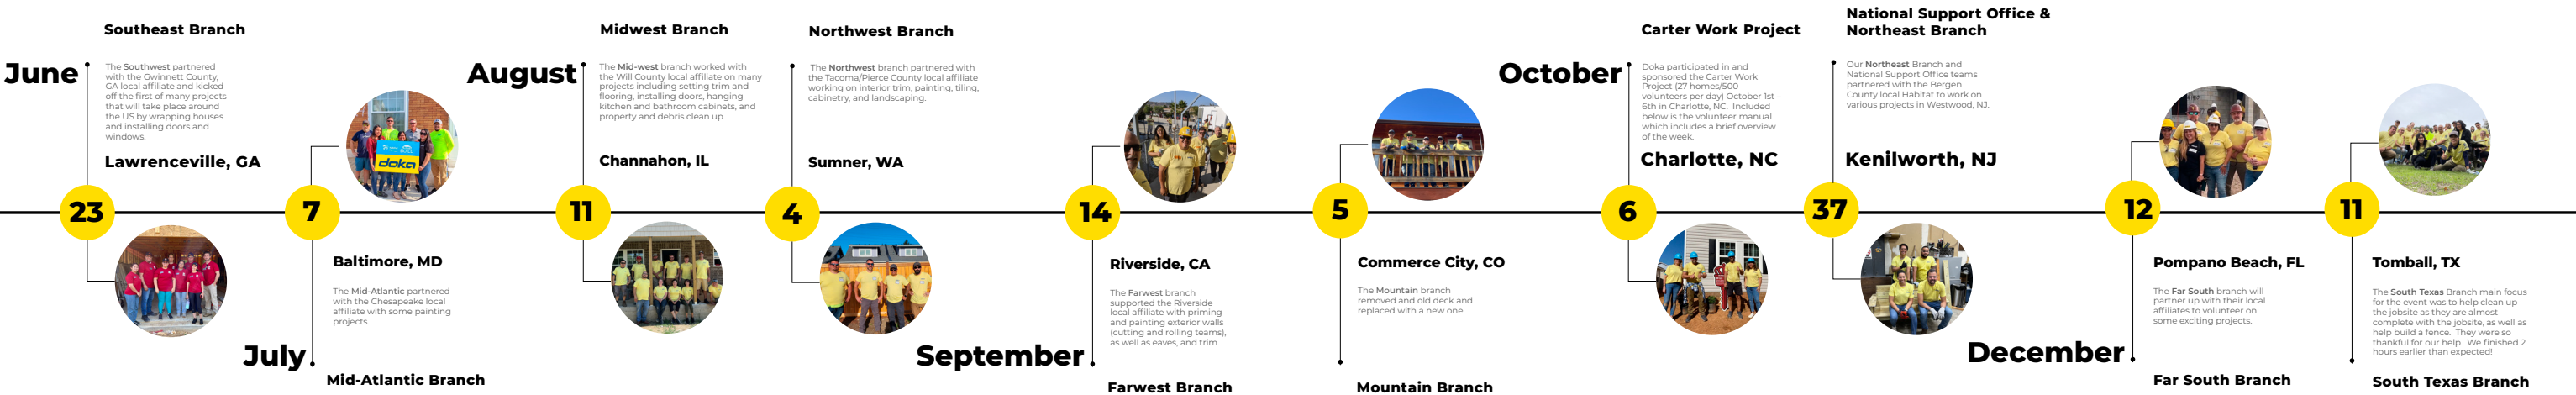 Southeast Branch
June
The Southwest partnered
with the Gwinnett County,
GA local affiliate and kicked
off the first of many projects
that will take place around
the US by wrapping houses
and installing doors and
windows.
Lawrenceville, GA
23
7
doka
Baltimore, MD
The Mid-Atlantic partnered
with the Chesapeake local
affiliate with some painting
projects.
July
Mid-Atlantic Branch
Midwest Branch
August
The Mid-west branch worked with
the Will County local affiliate on many
projects including setting trim and
flooring, installing doors, hanging
kitchen and bathroom cabinets, and
property and debris clean up.
Channahon, IL
11
Northwest Branch
The Northwest branch partnered with
the Tacoma/Pierce County local affiliate
working on interior trim, painting, tiling,
cabinetry, and landscaping.
Sumner, WA
4
14
Riverside, CA
The Farwest branch
supported the Riverside
local affiliate with priming
and painting exterior walls
(cutting and rolling teams),
as well as eaves, and trim.
September
Farwest Branch
5
Commerce City, CO
The Mountain branch
removed and old deck and
replaced with a new one.
Mountain Branch
Carter Work Project
October
Doka participated in and
sponsored the Carter Work
Project (27 homes/500
volunteers per day) October 1st –
6th in Charlotte, NC. Included
below is the volunteer manual
which includes a brief overview
of the week.
Charlotte, NC
6
National Support Office &
Northeast Branch
Our Northeast Branch and
National Support Office teams
partnered with the Bergen
County local Habitat to work on
various projects in Westwood, NJ.
Kenilworth, NJ
37
12
Pompano Beach, FL
The Far South branch will
partner up with their local
affiliates to volunteer on
some exciting projects.
December
Far South Branch
11
Tomball, TX
The South Texas Branch main focus
for the event was to help clean up
the jobsite as they are almost
complete with the jobsite, as well as
help build a fence. They were so
thankful for our help. We finished 2
hours earlier than expected!
South Texas Branch